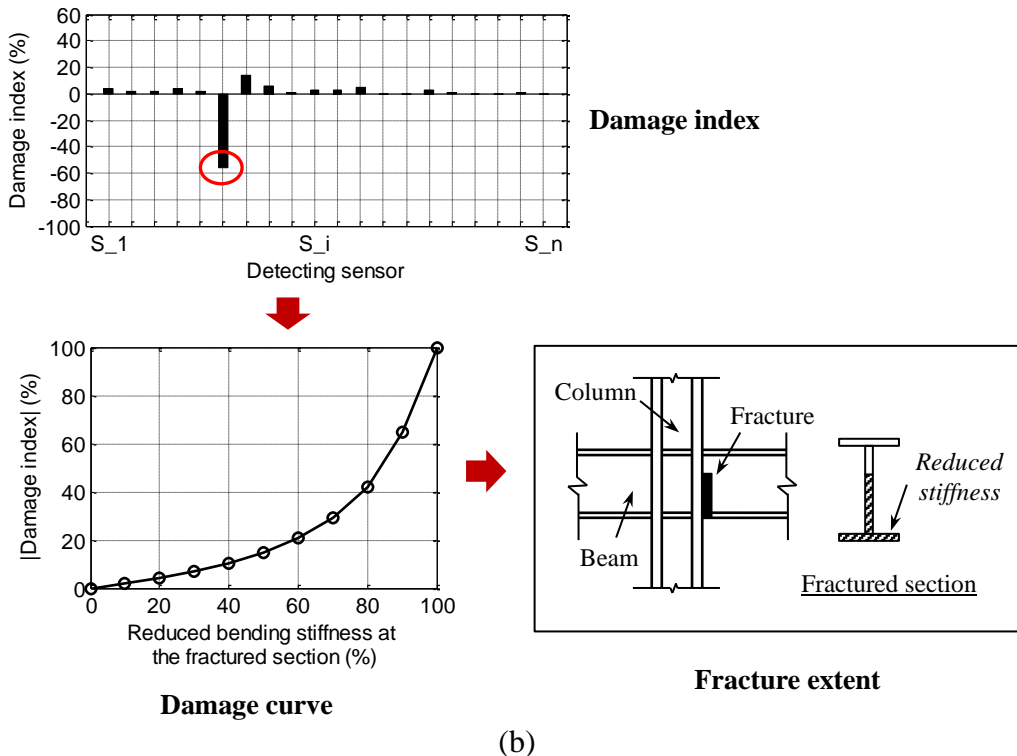 60
40
20
0
-20
-40
-60
-80
-100
Damage index (%)
S_1
S_i
S_n
Detecting sensor
Damage index
100
80
60
40
20
0
|Damage index| (%)
0
20
40
60
80
100
Reduced bending stiffness at
the fractured section (%)
Damage curve
Column
Fracture
Beam
Reduced
stiffness
Fractured section
Fracture extent
(b)